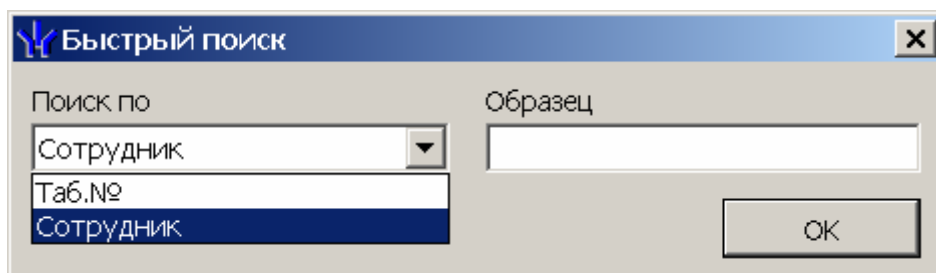 Быстрый поиск
Поиск по
Образец
Сотрудник
Таб.№
Сотрудник
OK